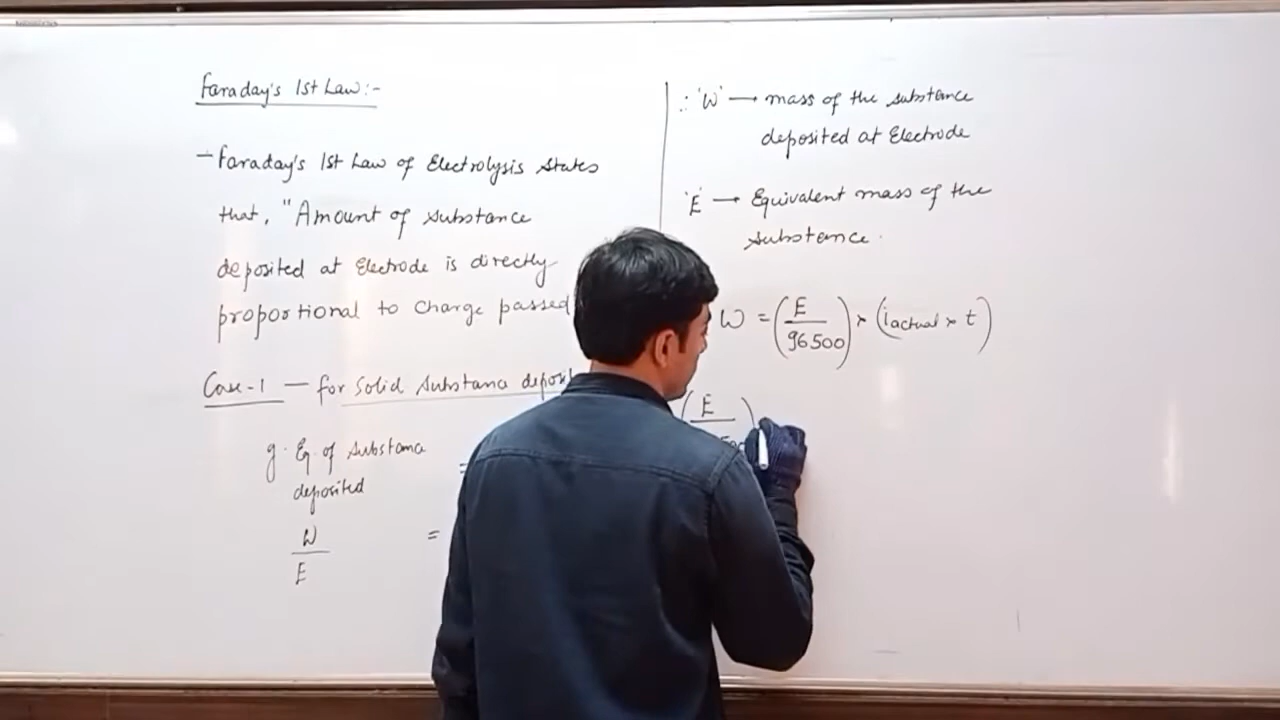 Faraday's 1st Law:-
- Faraday's 1st Law of Electrolysis states
that, "Amount of substance
deposited at Electrode is directly
proportional to charge passed
Case-1 — for solid substance
g. Eq. of substance
deposited
=
W
=
E
∴ 'W' → mass of the substance
deposited at Electrode
'E' → Equivalent mass of the
substance.
W = (E / 96500) × (i actual × t)
(E
)